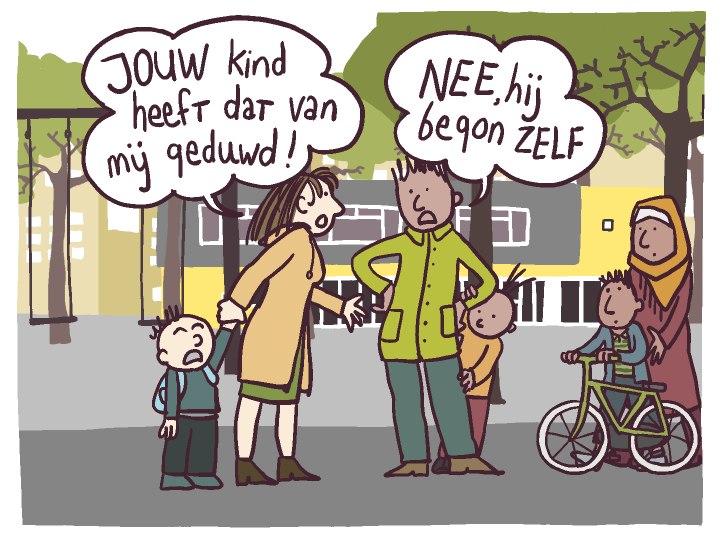 JOUW kind
heeft dat van
mij geduwd!
NEE, hij
begon ZELF